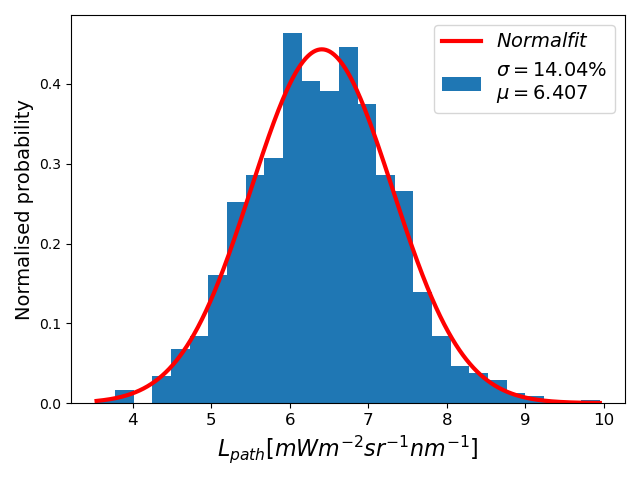 Normalfit
σ = 14.04%
μ = 6.407
Normalised probability
0.4
0.3
0.2
0.1
0.0
4 5 6 7 8 9 10
L_path[mWm⁻²sr⁻¹nm⁻¹]